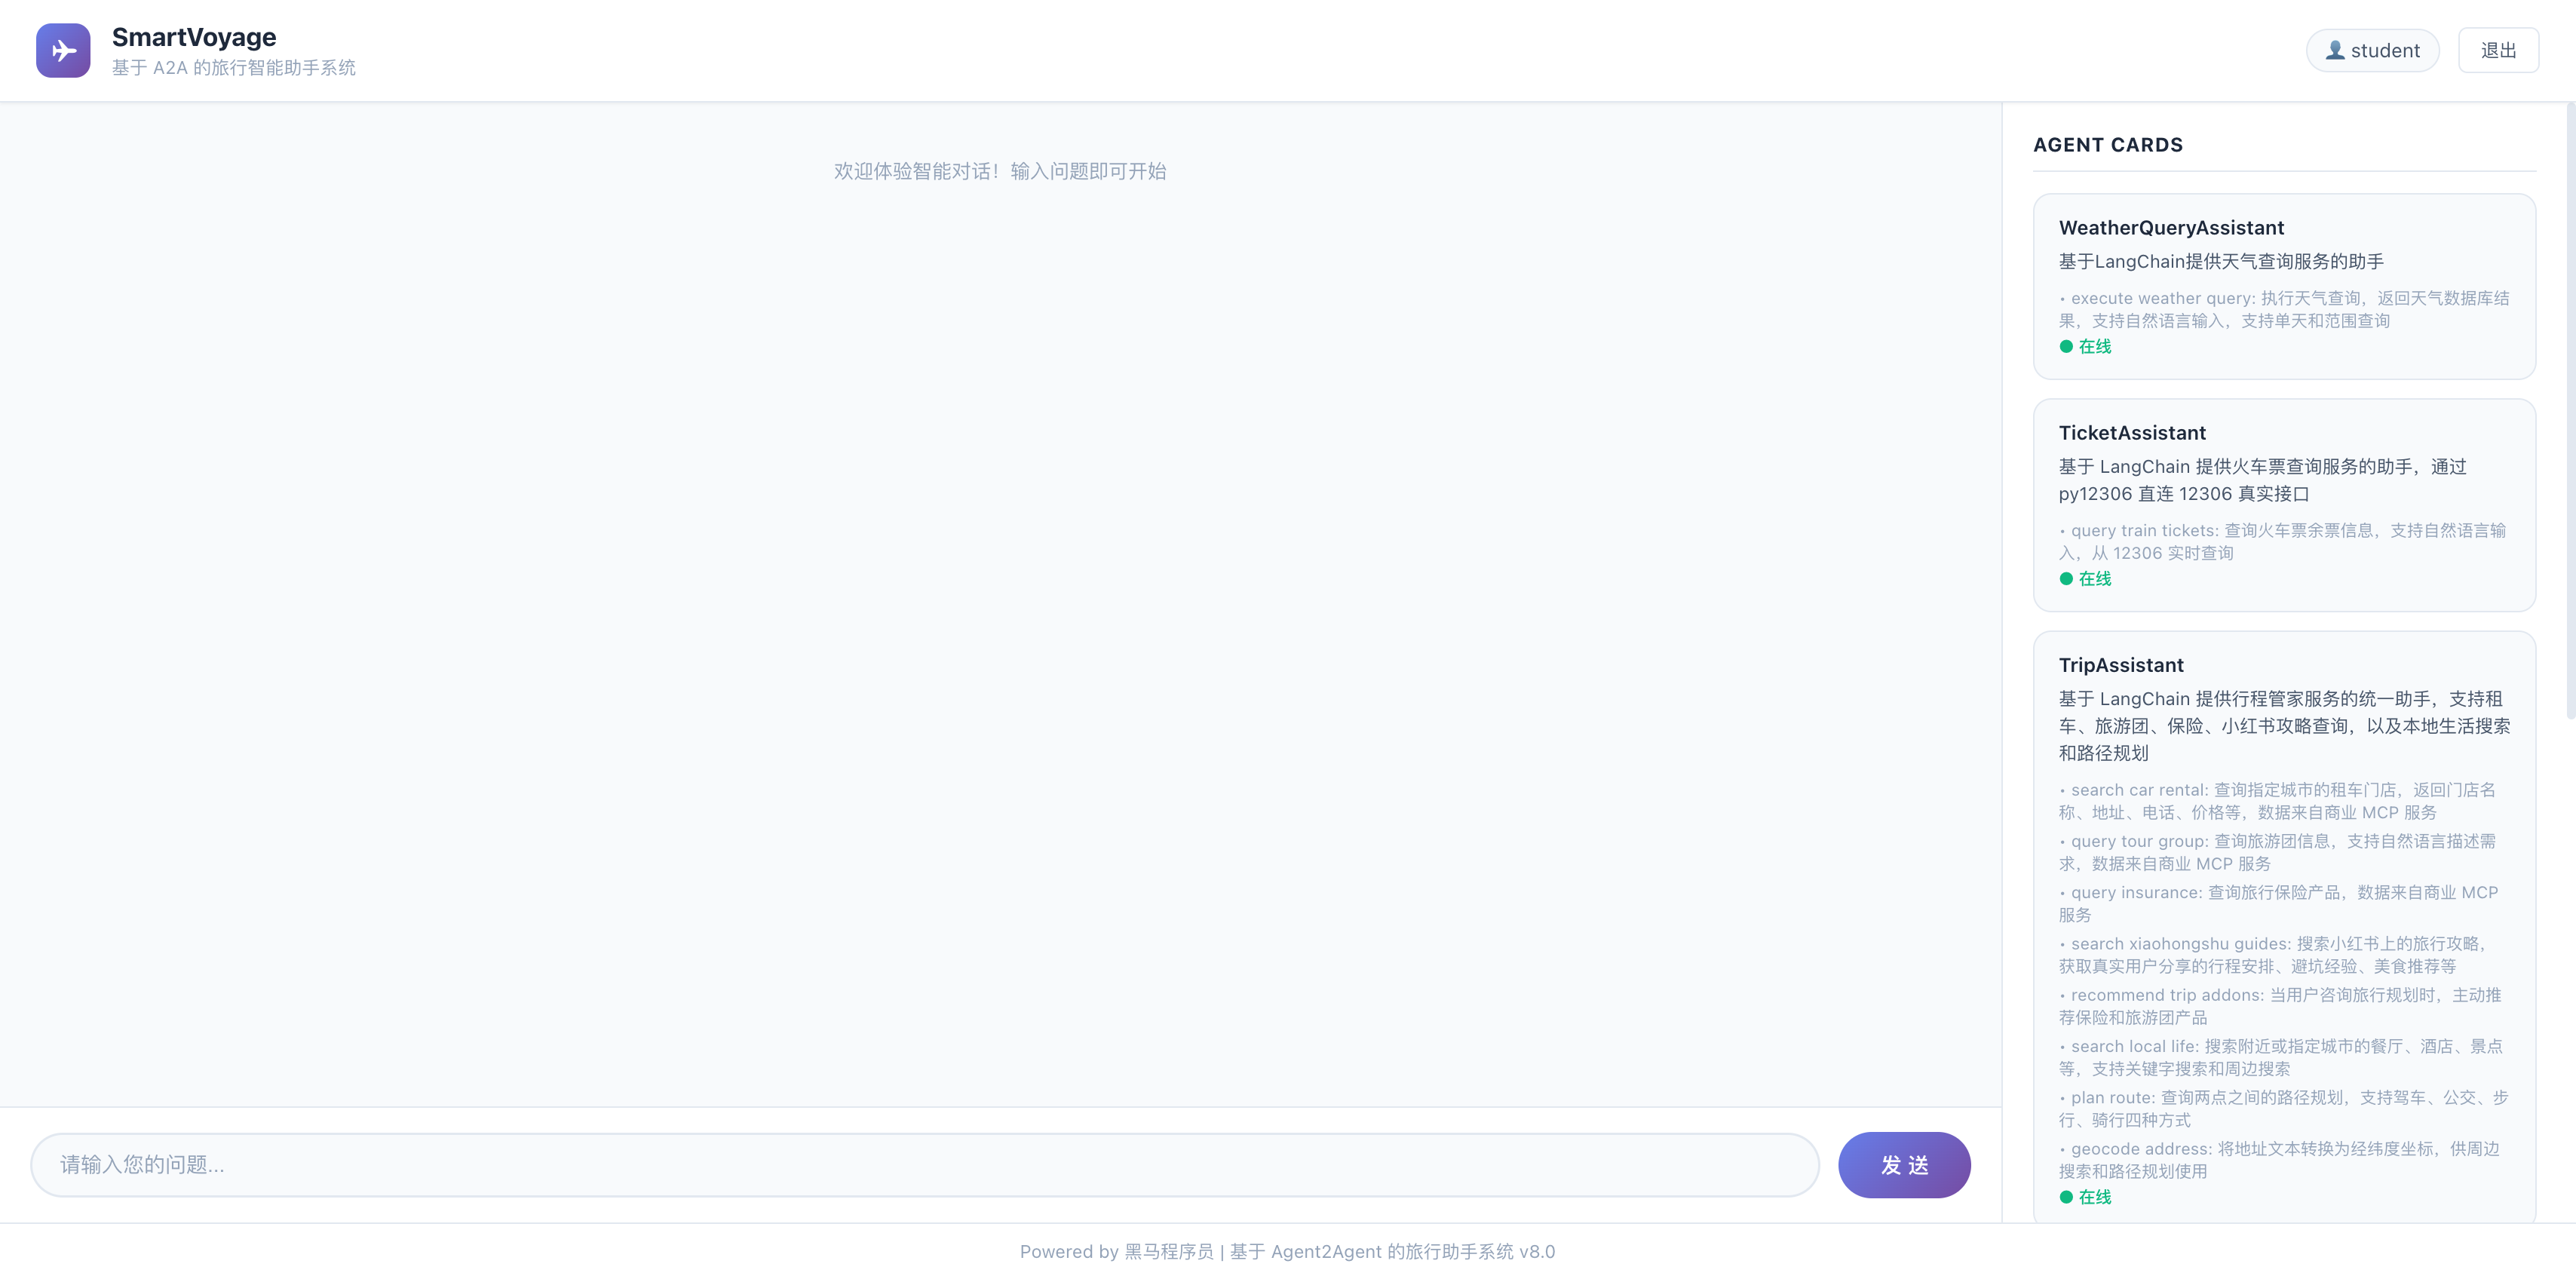 SmartVoyage
基于 A2A 的旅行智能助手系统
student
退出
欢迎体验智能对话！输入问题即可开始
请输入您的问题...
发 送
AGENT CARDS
WeatherQueryAssistant
基于LangChain提供天气查询服务的助手
• execute weather query: 执行天气查询，返回天气数据库结
果，支持自然语言输入，支持单天和范围查询
在线
TicketAssistant
基于 LangChain 提供火车票查询服务的助手，通过
py12306 直连 12306 真实接口
• query train tickets: 查询火车票余票信息，支持自然语言输
入，从 12306 实时查询
在线
TripAssistant
基于 LangChain 提供行程管家服务的统一助手，支持租
车、旅游团、保险、小红书攻略查询，以及本地生活搜索
和路径规划
• search car rental: 查询指定城市的租车门店，返回门店名
称、地址、电话、价格等，数据来自商业 MCP 服务
• query tour group: 查询旅游团信息，支持自然语言描述需
求，数据来自商业 MCP 服务
• query insurance: 查询旅行保险产品，数据来自商业 MCP
服务
• search xiaohongshu guides: 搜索小红书上的旅行攻略，
获取真实用户分享的行程安排、避坑经验、美食推荐等
• recommend trip addons: 当用户咨询旅行规划时，主动推
荐保险和旅游团产品
• search local life: 搜索附近或指定城市的餐厅、酒店、景点
等，支持关键字搜索和周边搜索
• plan route: 查询两点之间的路径规划，支持驾车、公交、步
行、骑行四种方式
• geocode address: 将地址文本转换为经纬度坐标，供周边
搜索和路径规划使用
在线
Powered by 黑马程序员 | 基于 Agent2Agent 的旅行助手系统 v8.0